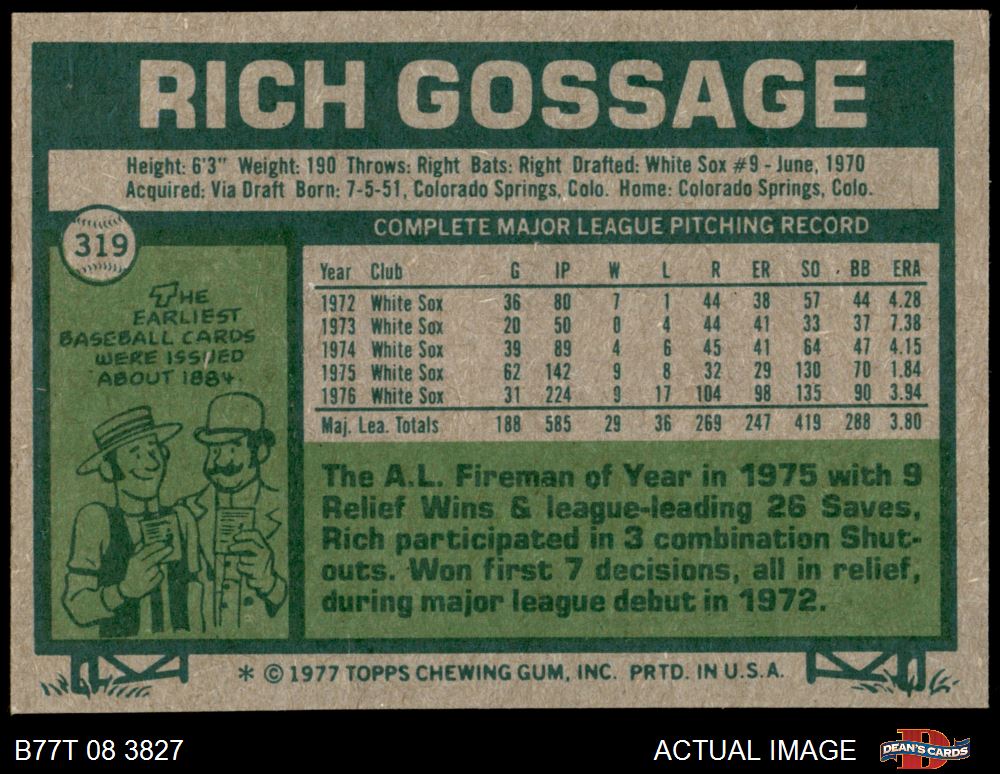 RICH GOSSAGE
Height: 6'3" Weight: 190 Throws: Right Bats: Right Drafted: White Sox #9 - June, 1970
Acquired: Via Draft Born: 7-5-51, Colorado Springs, Colo. Home: Colorado Springs, Colo.
319
THE
EARLIEST
BASEBALL CARDS
WERE ISSUED
ABOUT 1884.
COMPLETE MAJOR LEAGUE PITCHING RECORD
Year Club G IP W L R ER SO BB ERA
1972 White Sox 36 80 7 1 44 38 57 44 4.28
1973 White Sox 20 50 0 4 44 41 33 37 7.38
1974 White Sox 39 89 4 6 45 41 64 47 4.15
1975 White Sox 62 142 9 8 32 29 130 70 1.84
1976 White Sox 31 224 9 17 104 98 135 90 3.94
Maj. Lea. Totals 188 585 29 36 269 247 419 288 3.80
The A.L. Fireman of Year in 1975 with 9
Relief Wins & league-leading 26 Saves,
Rich participated in 3 combination Shut-
outs. Won first 7 decisions, all in relief,
during major league debut in 1972.
* © 1977 TOPPS CHEWING GUM, INC. PRTD. IN U.S.A.
B77T 08 3827
ACTUAL IMAGE
D
DEAN'S CARDS